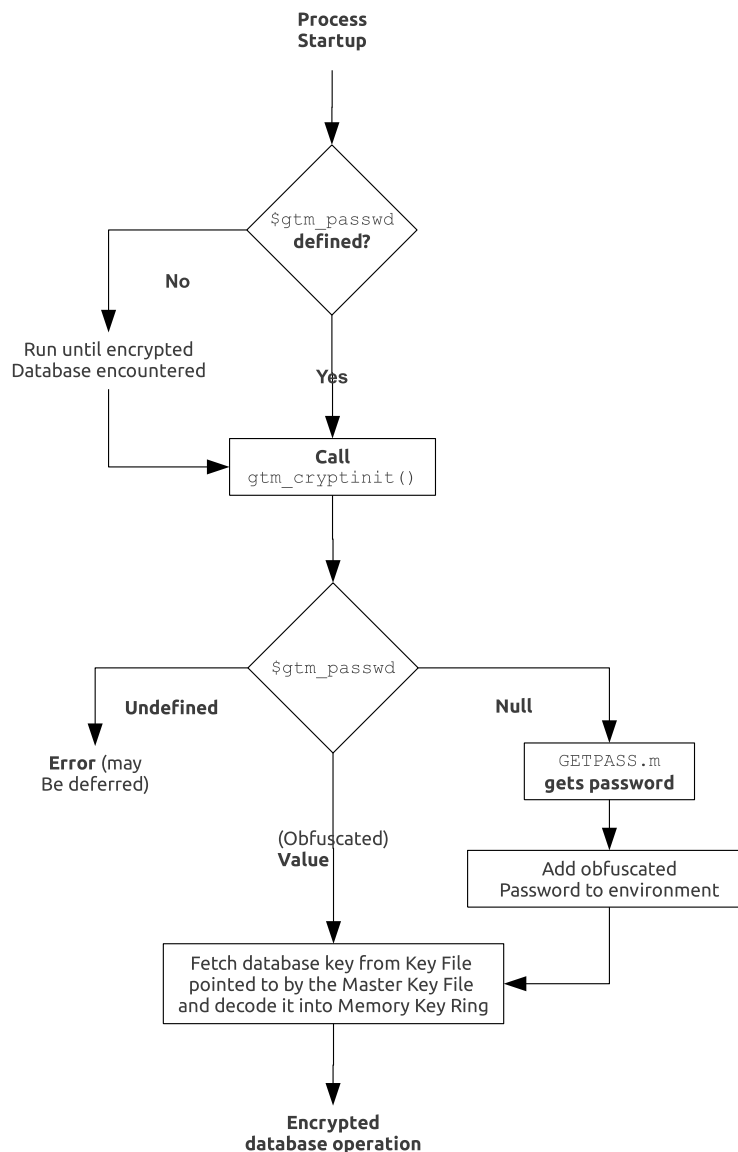 Process
Startup
$gtm_passwd
defined?
No
Run until encrypted
Database encountered
Yes
Call
gtm_cryptinit()
$gtm_passwd
Undefined
Null
Error (may
Be deferred)
GETPASS.m
gets password
(Obfuscated)
Value
Add obfuscated
Password to environment
Fetch database key from Key File
pointed to by the Master Key File
and decode it into Memory Key Ring
Encrypted
database operation